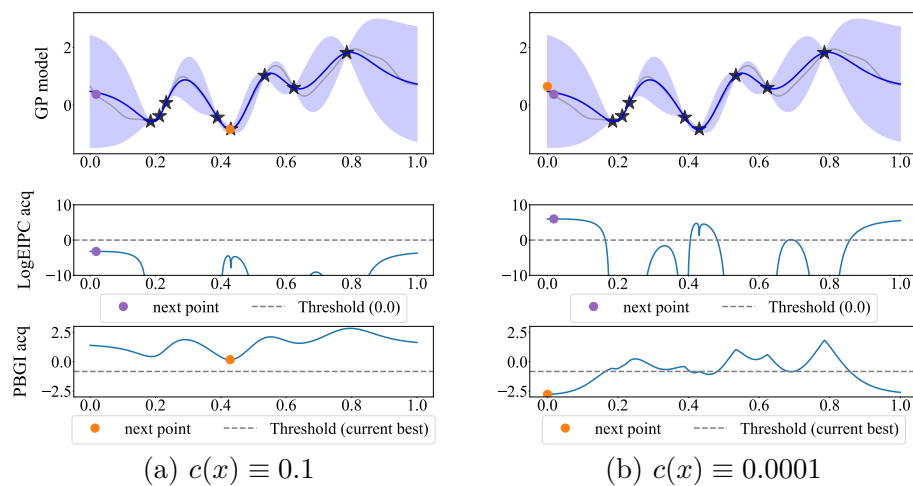 GP model
2
0
0.0 0.2 0.4 0.6 0.8 1.0
0.0 0.2 0.4 0.6 0.8 1.0
2
0
LogEIPC acq
10
0
−10
0.0 0.2 0.4 0.6 0.8 1.0
next point Threshold (0.0)
LogEIPC acq
10
0
−10
0.0 0.2 0.4 0.6 0.8 1.0
next point Threshold (0.0)
PBGI acq
2.5
0.0
−2.5
0.0 0.2 0.4 0.6 0.8 1.0
next point Threshold (current best)
(a) c(x) ≡ 0.1
GP model
PBGI acq
2.5
0.0
−2.5
0.0 0.2 0.4 0.6 0.8 1.0
next point Threshold (current best)
(b) c(x) ≡ 0.0001